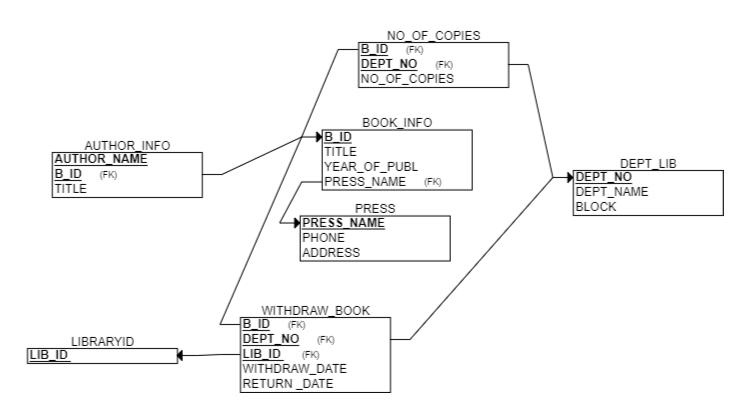 NO_OF_COPIES
B_ID (FK)
DEPT_NO (FK)
NO_OF_COPIES
BOOK_INFO
B_ID
TITLE
YEAR_OF_PUBL
PRESS_NAME (FK)
AUTHOR_INFO
AUTHOR_NAME
B_ID (FK)
TITLE
DEPT_LIB
DEPT_NO
DEPT_NAME
BLOCK
PRESS
PRESS_NAME
PHONE
ADDRESS
WITHDRAW_BOOK
B_ID (FK)
DEPT_NO (FK)
LIB_ID (FK)
WITHDRAW_DATE
RETURN _DATE
LIBRARYID
LIB_ID